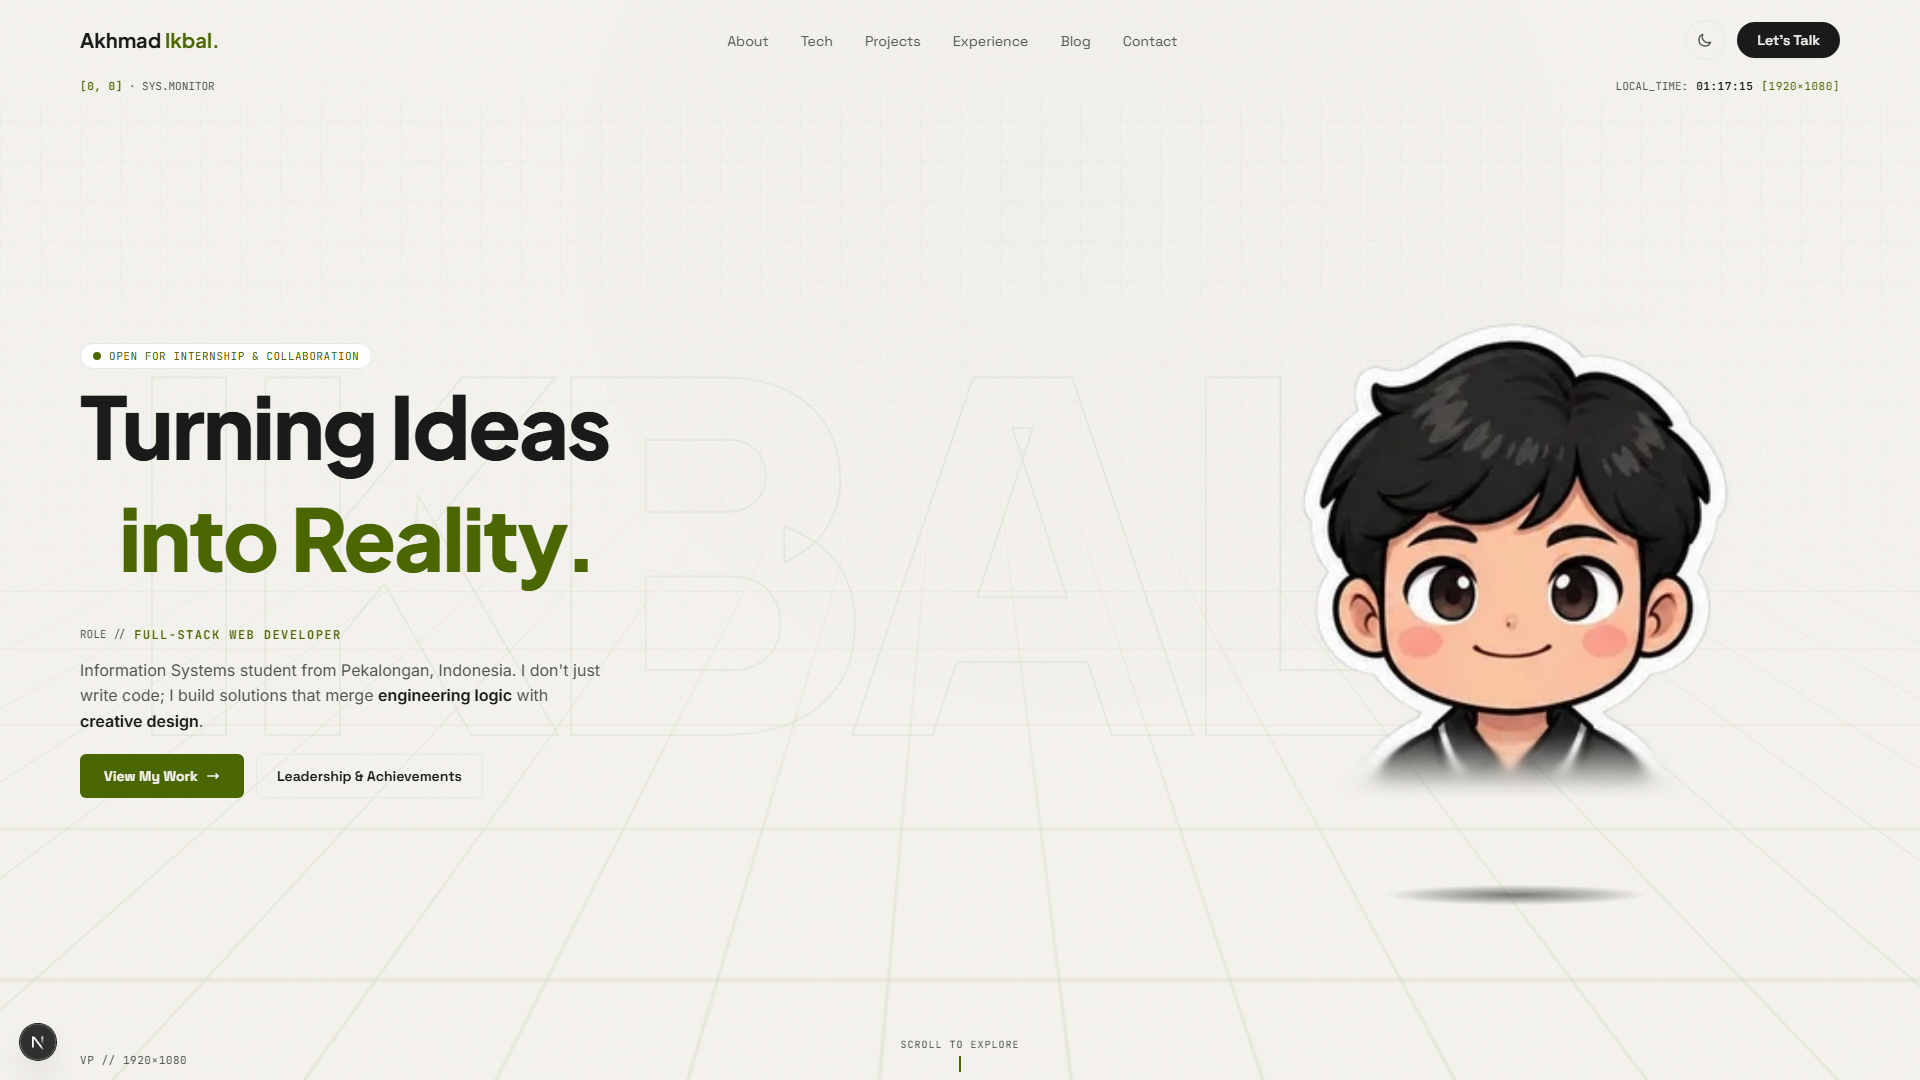 Akhmad Ikbal.
About Tech Projects Experience Blog Contact
Let's Talk
[0, 0] · SYS.MONITOR
LOCAL_TIME: 01:17:15 [1920×1080]
OPEN FOR INTERNSHIP & COLLABORATION
IKBAL
Turning Ideas
into Reality.
ROLE // FULL-STACK WEB DEVELOPER
Information Systems student from Pekalongan, Indonesia. I don't just
write code; I build solutions that merge engineering logic with
creative design.
View My Work →
Leadership & Achievements
SCROLL TO EXPLORE
N
VP // 1920×1080